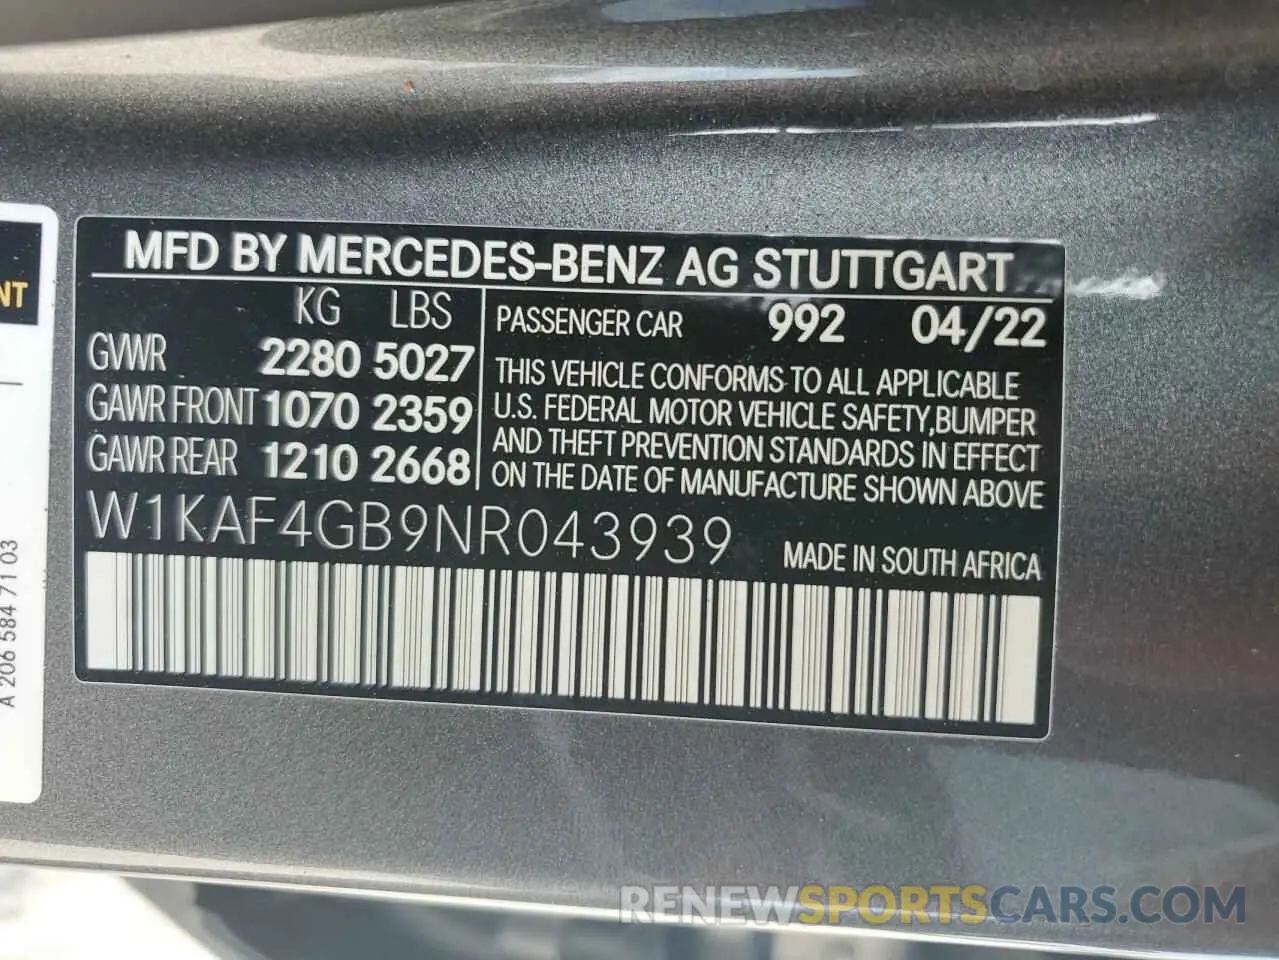 MFD BY MERCEDES-BENZ AG STUTTGART
KG LBS
GVWR 2280 5027
GAWR FRONT 1070 2359
GAWR REAR 1210 2668
PASSENGER CAR 992 04/22
THIS VEHICLE CONFORMS TO ALL APPLICABLE
U.S. FEDERAL MOTOR VEHICLE SAFETY, BUMPER
AND THEFT PREVENTION STANDARDS IN EFFECT
ON THE DATE OF MANUFACTURE SHOWN ABOVE
W1KAF4GB9NR043939
MADE IN SOUTH AFRICA
NT
A 206 584 71 03
RENEWSPORTSCARS.COM